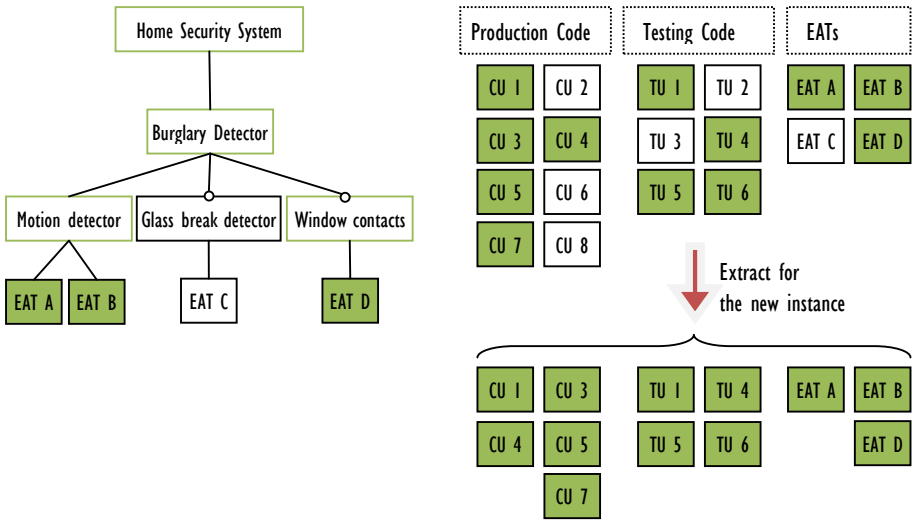 Home Security System
Burglary Detector
Motion detector
Glass break detector
Window contacts
EAT A
EAT B
EAT C
EAT D
Production Code
Testing Code
EATs
CU 1
CU 2
TU 1
TU 2
EAT A
EAT B
CU 3
CU 4
TU 3
TU 4
EAT C
EAT D
CU 5
CU 6
TU 5
TU 6
CU 7
CU 8
Extract for
the new instance
CU 1
CU 3
TU 1
TU 4
EAT A
EAT B
CU 4
CU 5
TU 5
TU 6
EAT D
CU 7